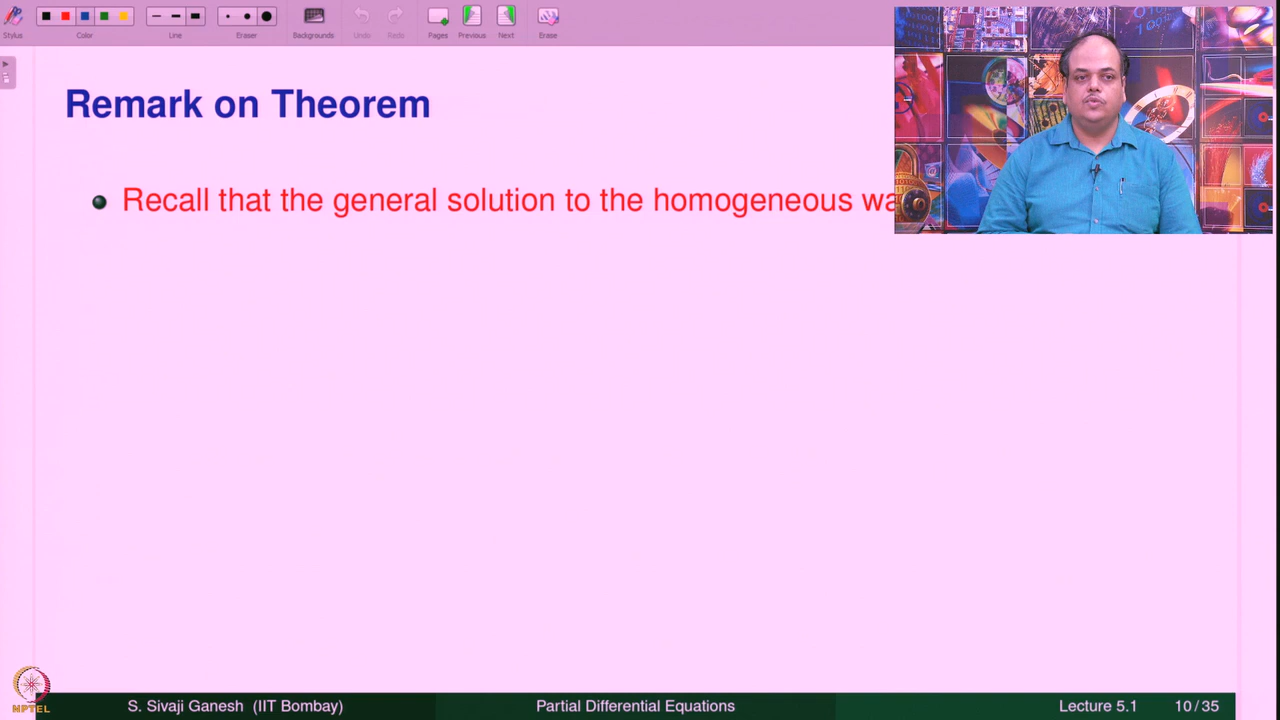 Stylus
Color
Line
Eraser
Backgrounds
Undo
Redo
Pages
Previous
Next
Erase
Remark on Theorem
Recall that the general solution to the homogeneous wa
NPTEL
S. Sivaji Ganesh (IIT Bombay)
Partial Differential Equations
Lecture 5.1
10/35